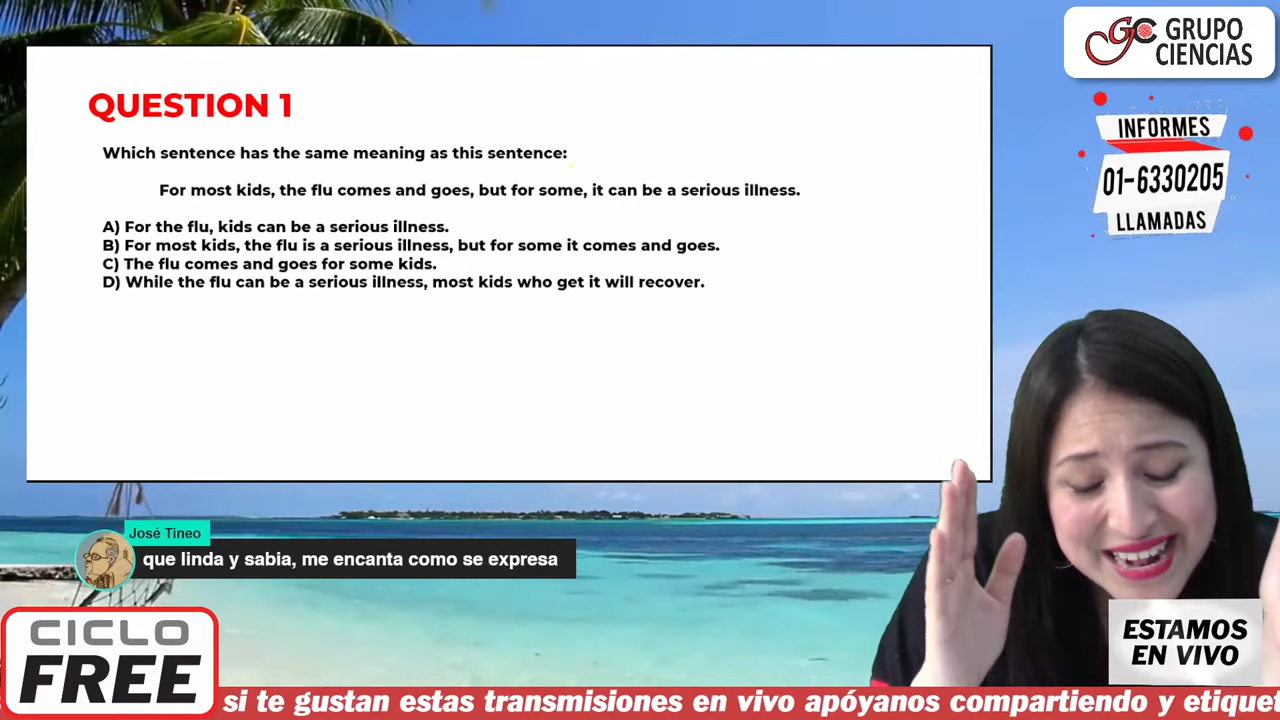 GRUPO
CIENCIAS
QUESTION 1
INFORMES
01-6330205
LLAMADAS
Which sentence has the same meaning as this sentence:
For most kids, the flu comes and goes, but for some, it can be a serious illness.
A) For the flu, kids can be a serious illness.
B) For most kids, the flu is a serious illness, but for some it comes and goes.
C) The flu comes and goes for some kids.
D) While the flu can be a serious illness, most kids who get it will recover.
José Tineo
que linda y sabia, me encanta como se expresa
CICLO
FREE
ESTAMOS
EN VIVO
si te gustan estas transmisiones en vivo apóyanos compartiendo y etiquet